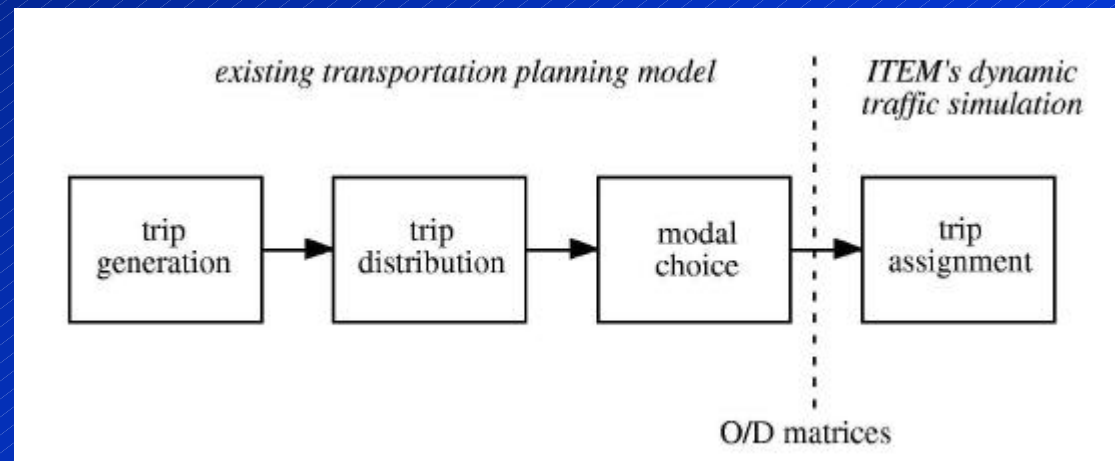 existing transportation planning model
ITEM's dynamic
traffic simulation
trip
generation
trip
distribution
modal
choice
trip
assignment
O/D matrices